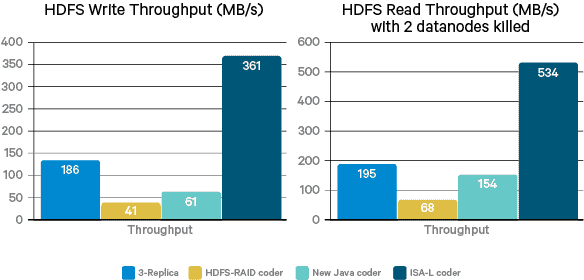 HDFS Write Throughput (MB/s)
400
350
300
250
200
150
100
50
0
186
41
61
361
Throughput
HDFS Read Throughput (MB/s)
with 2 datanodes killed
600
500
400
300
200
100
0
195
68
154
534
Throughput
3-Replica
HDFS-RAID coder
New Java coder
ISA-L coder